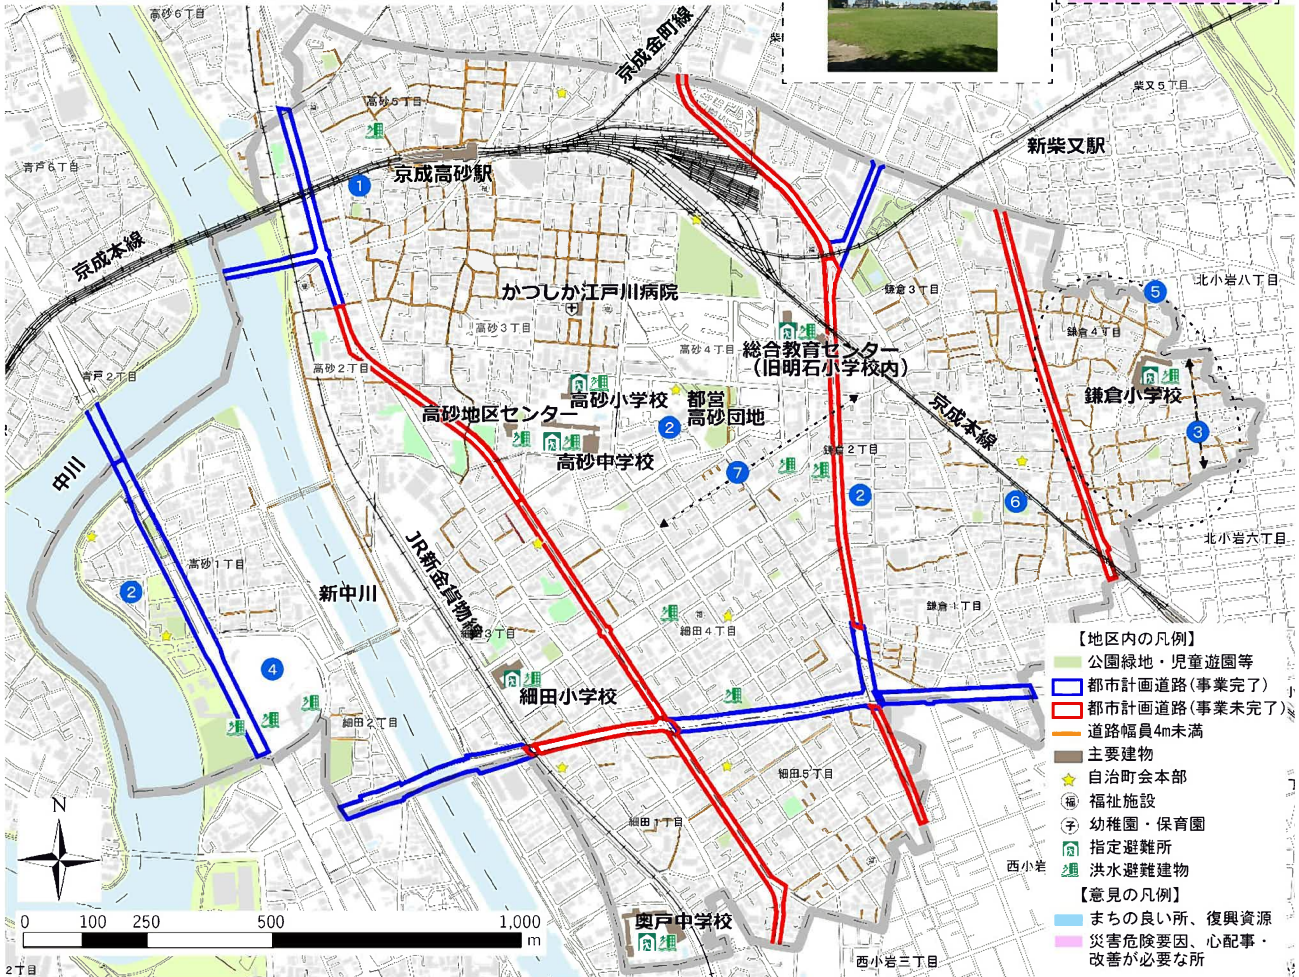 高砂6丁目
京成金町線
柴又5丁目
高砂5丁目
新柴又駅
青戸6丁目
京成高砂駅
1
京成本線
北小岩八丁目
かつしか江戸川病院
鎌倉3丁目
5
高砂3丁目
鎌倉4丁目
高砂4丁目
総合教育センター
（旧明石小学校内）
青戸2丁目
高砂2丁目
高砂小学校
都営
高砂団地
鎌倉小学校
京成本線
高砂地区センター
2
3
高砂中学校
鎌倉2丁目
中川
7
2
6
JR新金貨物線
北小岩六丁目
高砂1丁目
新中川
2
鎌倉1丁目
細田3丁目
細田4丁目
4
細田小学校
細田2丁目
細田5丁目
細田1丁目
西小岩
奥戸中学校
西小岩三丁目
2丁目
N
0 100 250 500 1,000
m
【地区内の凡例】
公園緑地・児童遊園等
都市計画道路(事業完了)
都市計画道路(事業未完了)
道路幅員4m未満
主要建物
自治町会本部
福 福祉施設
子 幼稚園・保育園
指定避難所
洪水避難建物
【意見の凡例】
まちの良い所、復興資源
災害危険要因、心配事・
改善が必要な所